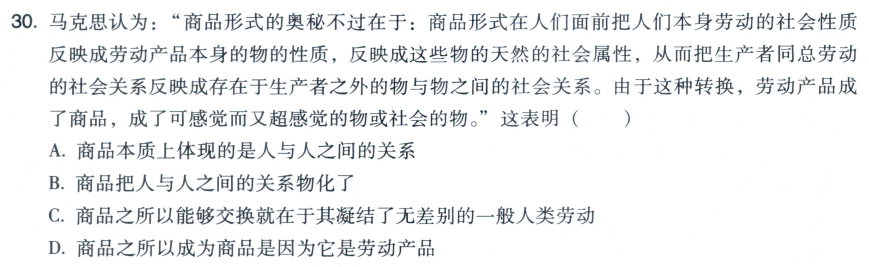 30. 马克思认为：“商品形式的奥秘不过在于：商品形式在人们面前把人们本身劳动的社会性质
反映成劳动产品本身的物的性质，反映成这些物的天然的社会属性，从而把生产者同总劳动
的社会关系反映成存在于生产者之外的物与物之间的社会关系。由于这种转换，劳动产品成
了商品，成了可感觉而又超感觉的物或社会的物。”这表明（　　）
A. 商品本质上体现的是人与人之间的关系
B. 商品把人与人之间的关系物化了
C. 商品之所以能够交换就在于其凝结了无差别的一般人类劳动
D. 商品之所以成为商品是因为它是劳动产品